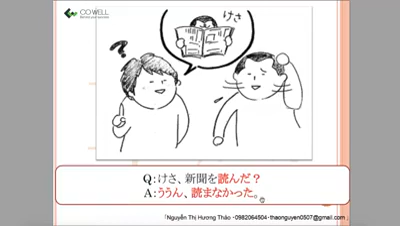 COWELL
けさ
?
Q:けさ、新聞を読んだ？
A:ううん、読まなかった。
「Nguyễn Thị Hương Thảo -0982064504- thaonguyen0507@gmail.com」